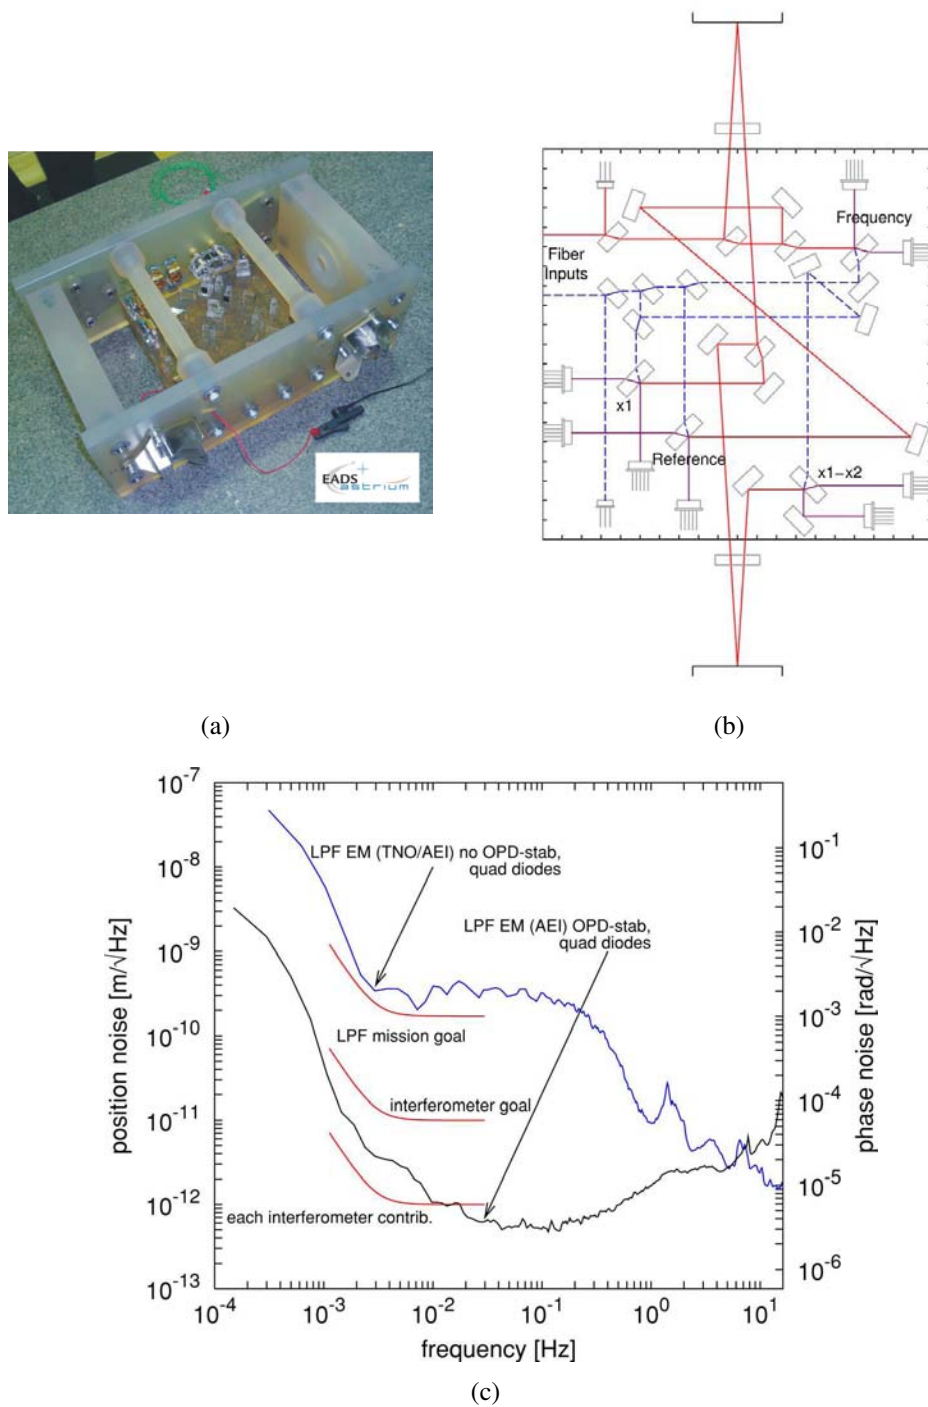 EADS
astrium
(a)
Frequency
Fiber
Inputs
x1
Reference
x1−x2
(b)
10⁻⁷
10⁻⁸
10⁻⁹
10⁻¹⁰
10⁻¹¹
10⁻¹²
10⁻¹³
position noise [m/√Hz]
LPF EM (TNO/AEI) no OPD-stab,
quad diodes
LPF EM (AEI) OPD-stab,
quad diodes
LPF mission goal
interferometer goal
each interferometer contrib.
10⁻¹
10⁻²
10⁻³
10⁻⁴
10⁻⁵
10⁻⁶
phase noise [rad/√Hz]
10⁻⁴
10⁻³
10⁻²
10⁻¹
10⁰
10¹
frequency [Hz]
(c)